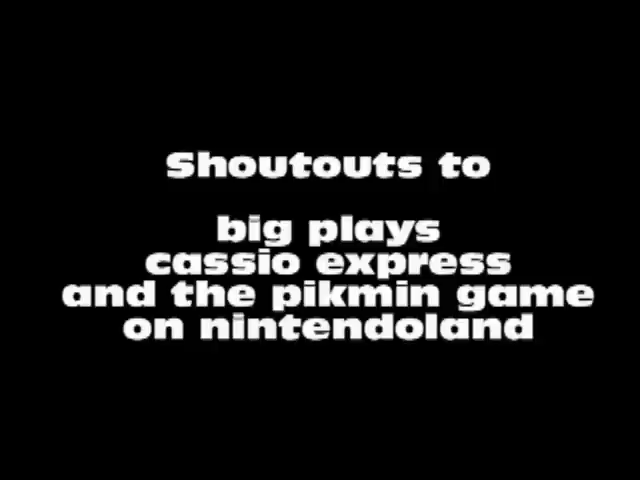 Shoutouts to
big plays
cassio express
and the pikmin game
on nintendoland